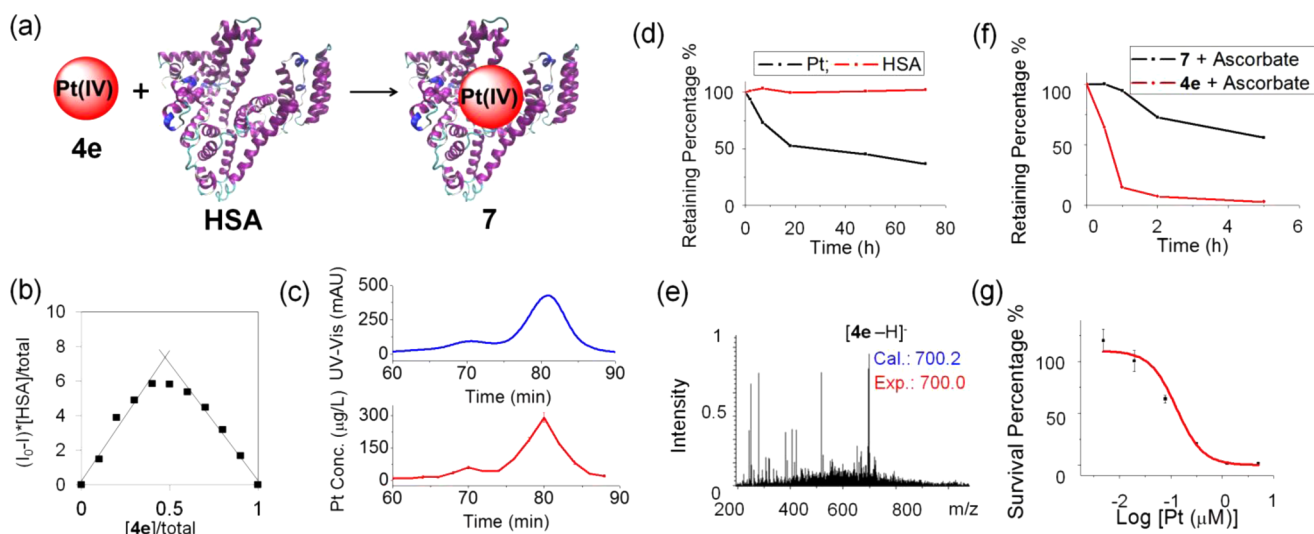 (a)
Pt(IV)
+
Pt(IV)
4e
HSA
7
(b)
(I₀-I)*[HSA]/total
10
8
6
4
2
0
0
0.5
1
[4e]/total
(c)
UV-Vis (mAU)
500
250
0
60
70
80
90
Time (min)
Pt Conc. (µg/L)
300
150
0
60
70
80
90
Time (min)
(d)
Pt; HSA
Retaining Percentage %
100
50
0
0
20
40
60
80
Time (h)
(e)
[4e –H]⁻
Cal.: 700.2
Exp.: 700.0
Intensity
1
0.5
0
200
400
600
800
m/z
(f)
7 + Ascorbate
4e + Ascorbate
Retaining Percentage %
100
50
0
0
2
4
6
Time (h)
(g)
Survival Percentage %
100
50
0
-2
-1
0
1
Log [Pt (µM)]